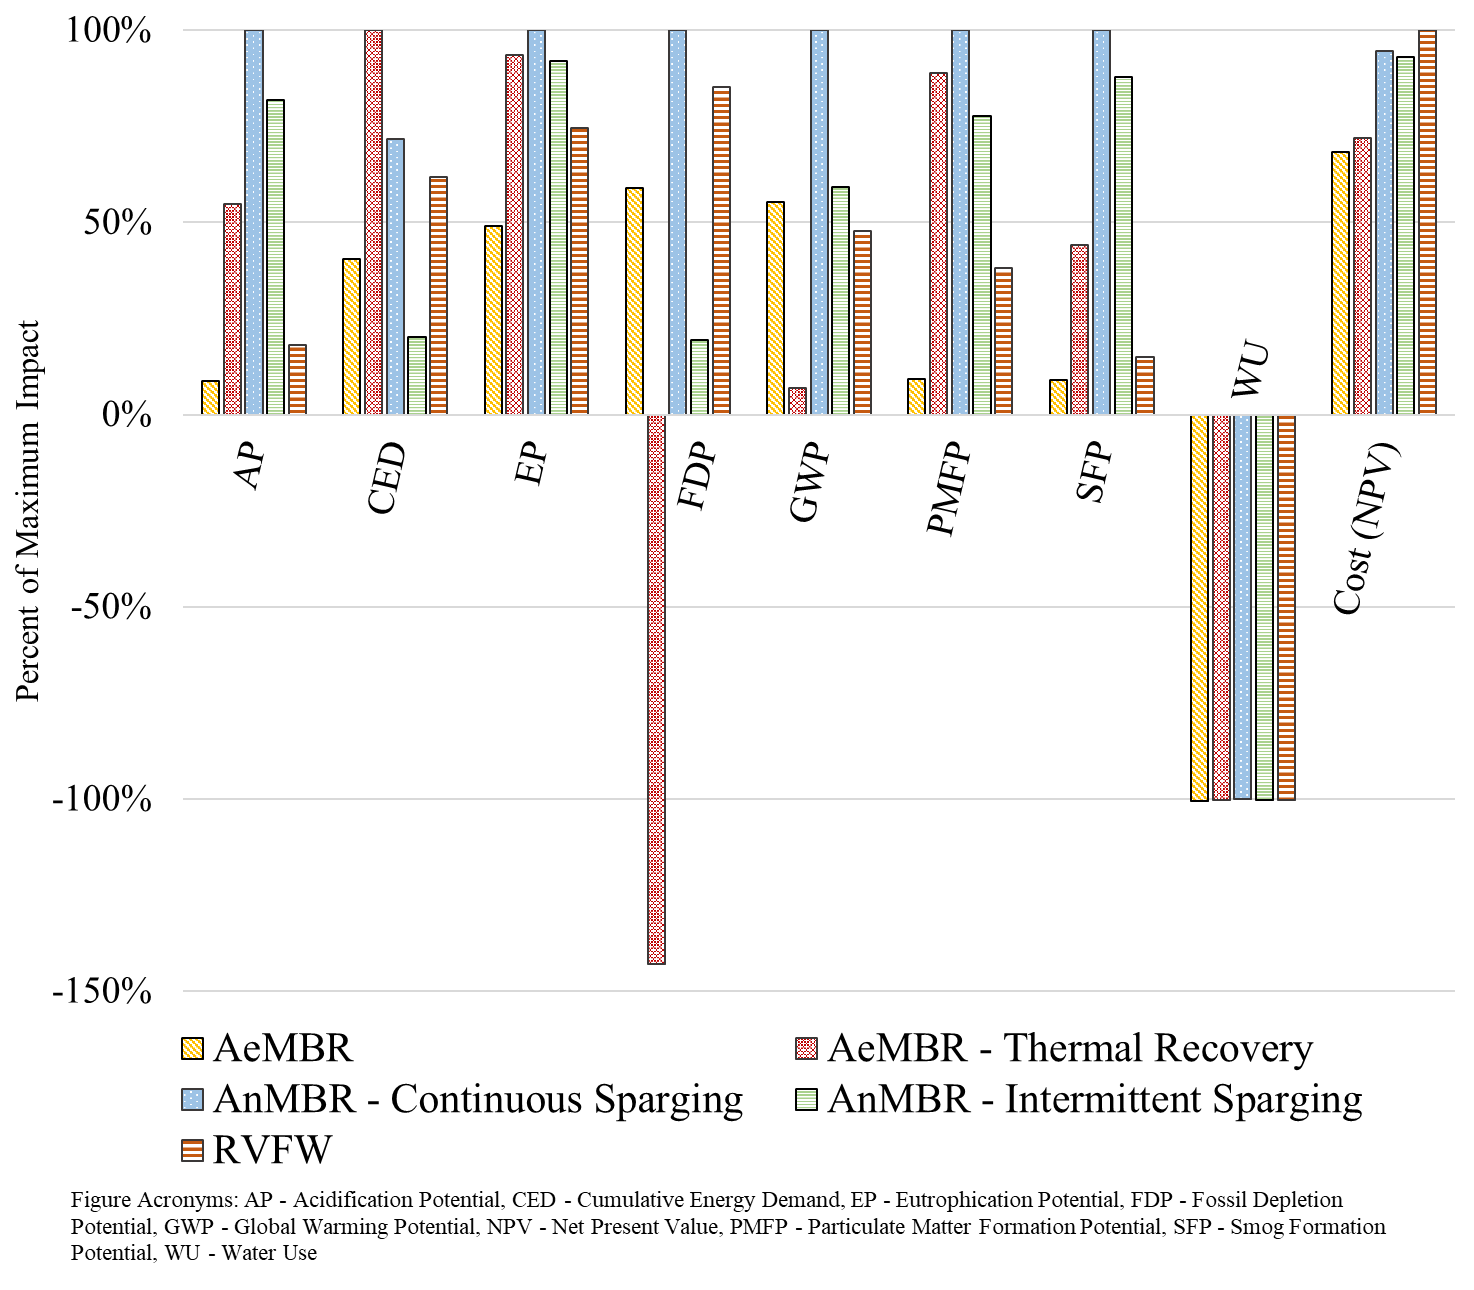 100%
50%
0%
-50%
-100%
-150%
Percent of Maximum Impact
AP
CED
EP
FDP
GWP
PMFP
SFP
WU
Cost (NPV)
AeMBR
AeMBR - Thermal Recovery
AnMBR - Continuous Sparging
AnMBR - Intermittent Sparging
RVFW
Figure Acronyms: AP - Acidification Potential, CED - Cumulative Energy Demand, EP - Eutrophication Potential, FDP - Fossil Depletion
Potential, GWP - Global Warming Potential, NPV - Net Present Value, PMFP - Particulate Matter Formation Potential, SFP - Smog Formation
Potential, WU - Water Use